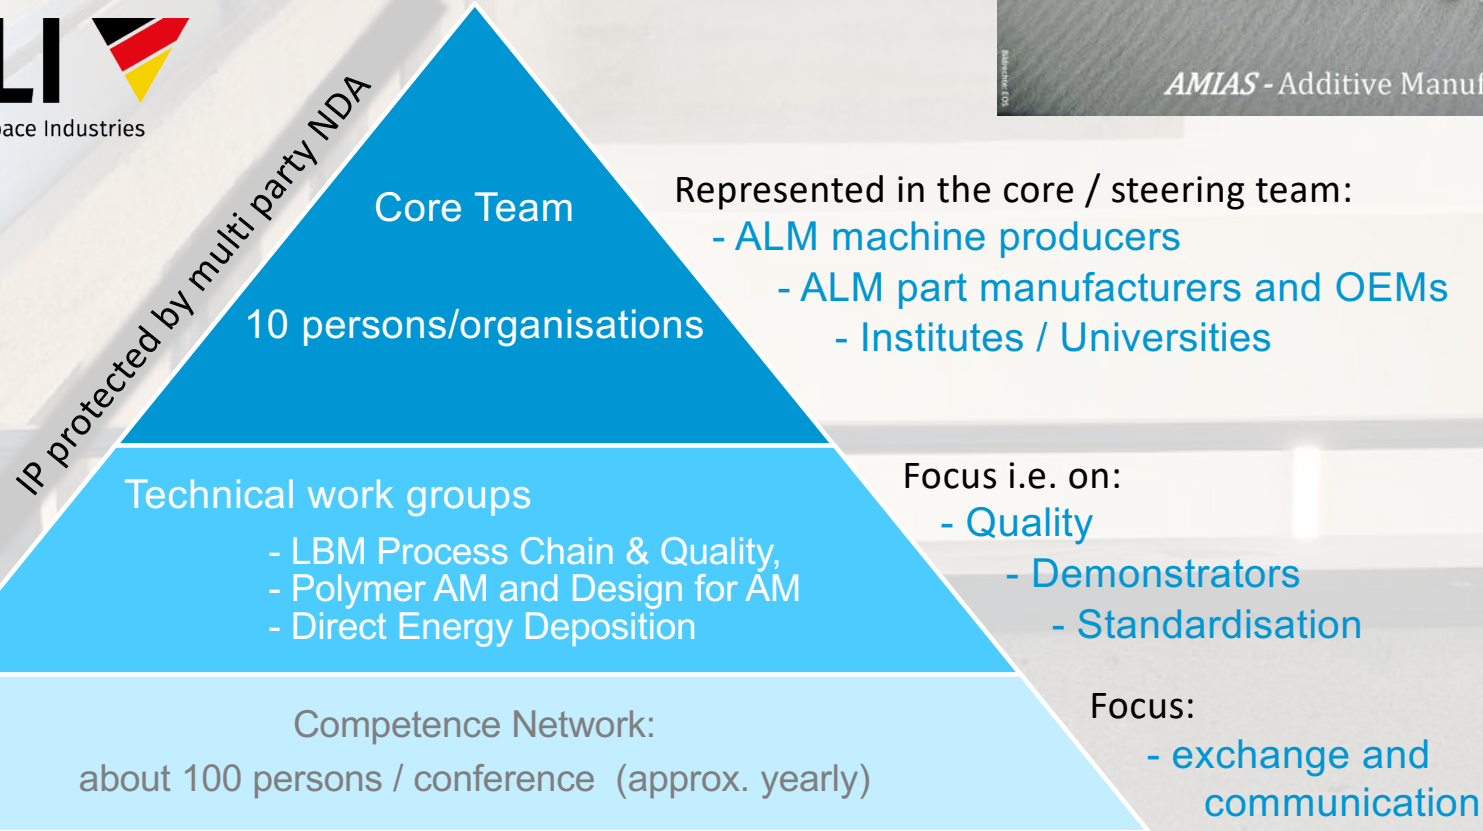 LI
pace Industries
Bildrechte: EOS
AMIAS - Additive Manuf
IP protected by multi party NDA
Core Team
10 persons/organisations
Represented in the core / steering team:
- ALM machine producers
- ALM part manufacturers and OEMs
- Institutes / Universities
Technical work groups
- LBM Process Chain & Quality,
- Polymer AM and Design for AM
- Direct Energy Deposition
Focus i.e. on:
- Quality
- Demonstrators
- Standardisation
Competence Network:
about 100 persons / conference (approx. yearly)
Focus:
- exchange and
communication